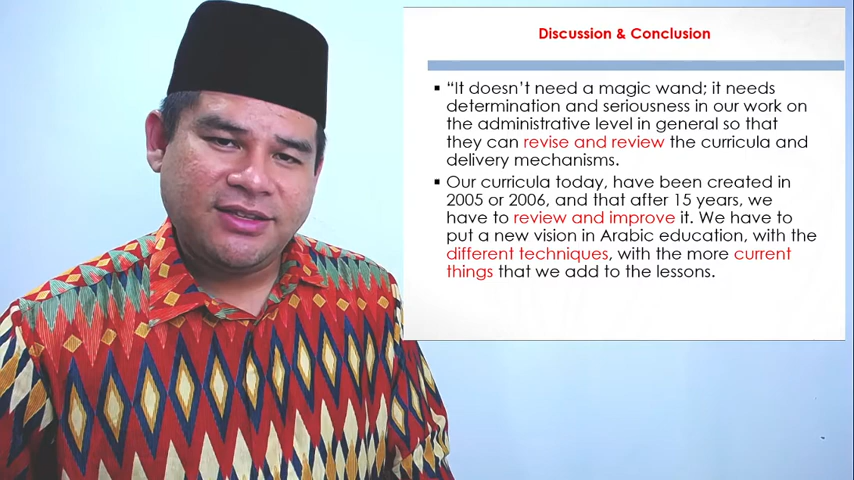 Discussion & Conclusion
▪ “It doesn’t need a magic wand; it needs
determination and seriousness in our work on
the administrative level in general so that
they can revise and review the curricula and
delivery mechanisms.
▪ Our curricula today, have been created in
2005 or 2006, and that after 15 years, we
have to review and improve it. We have to
put a new vision in Arabic education, with the
different techniques, with the more current
things that we add to the lessons.